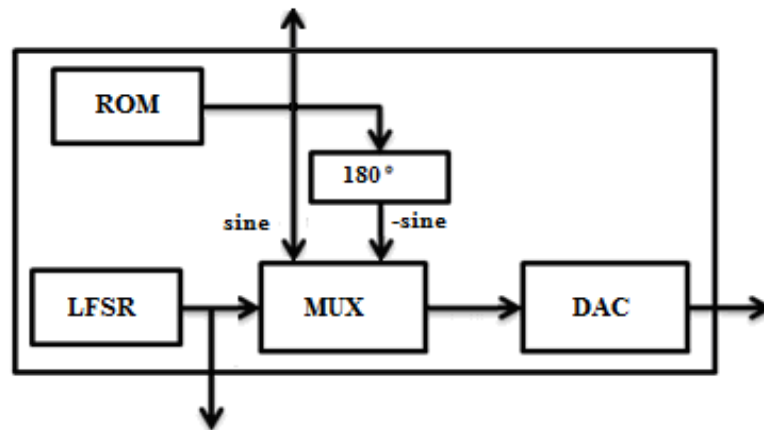 ROM
180°
sine
-sine
LFSR
MUX
DAC